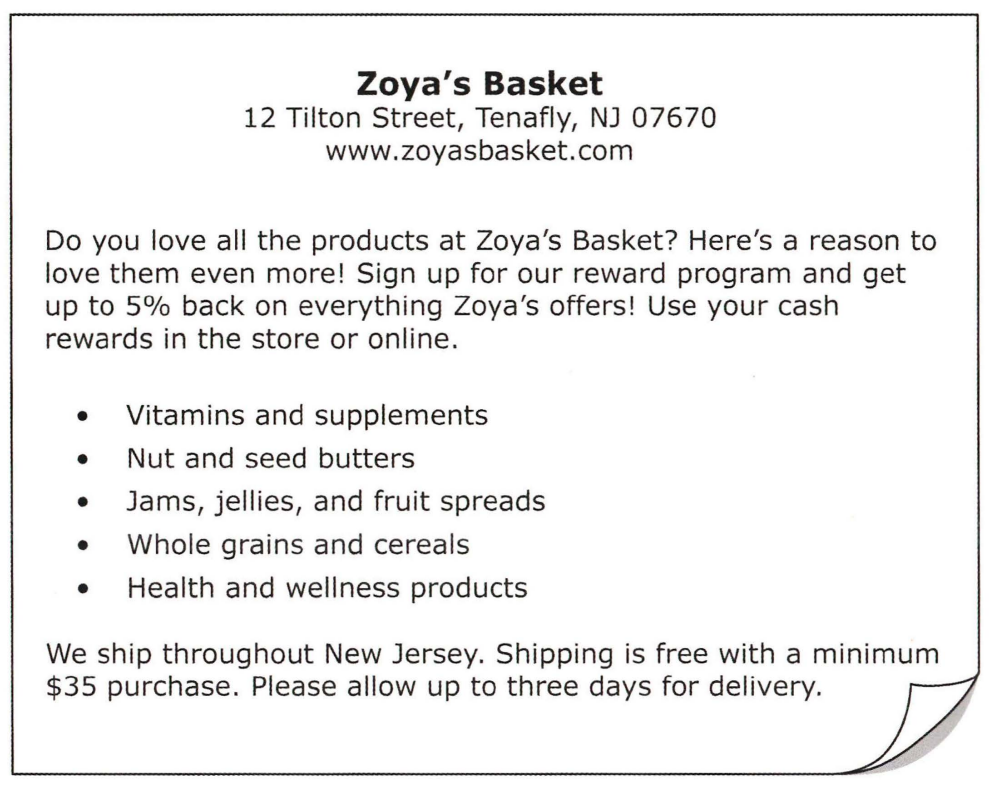 Zoya's Basket
12 Tilton Street, Tenafly, NJ 07670
www.zoyasbasket.com
Do you love all the products at Zoya's Basket? Here's a reason to
love them even more! Sign up for our reward program and get
up to 5% back on everything Zoya's offers! Use your cash
rewards in the store or online.
• Vitamins and supplements
• Nut and seed butters
• Jams, jellies, and fruit spreads
• Whole grains and cereals
• Health and wellness products
We ship throughout New Jersey. Shipping is free with a minimum
$35 purchase. Please allow up to three days for delivery.